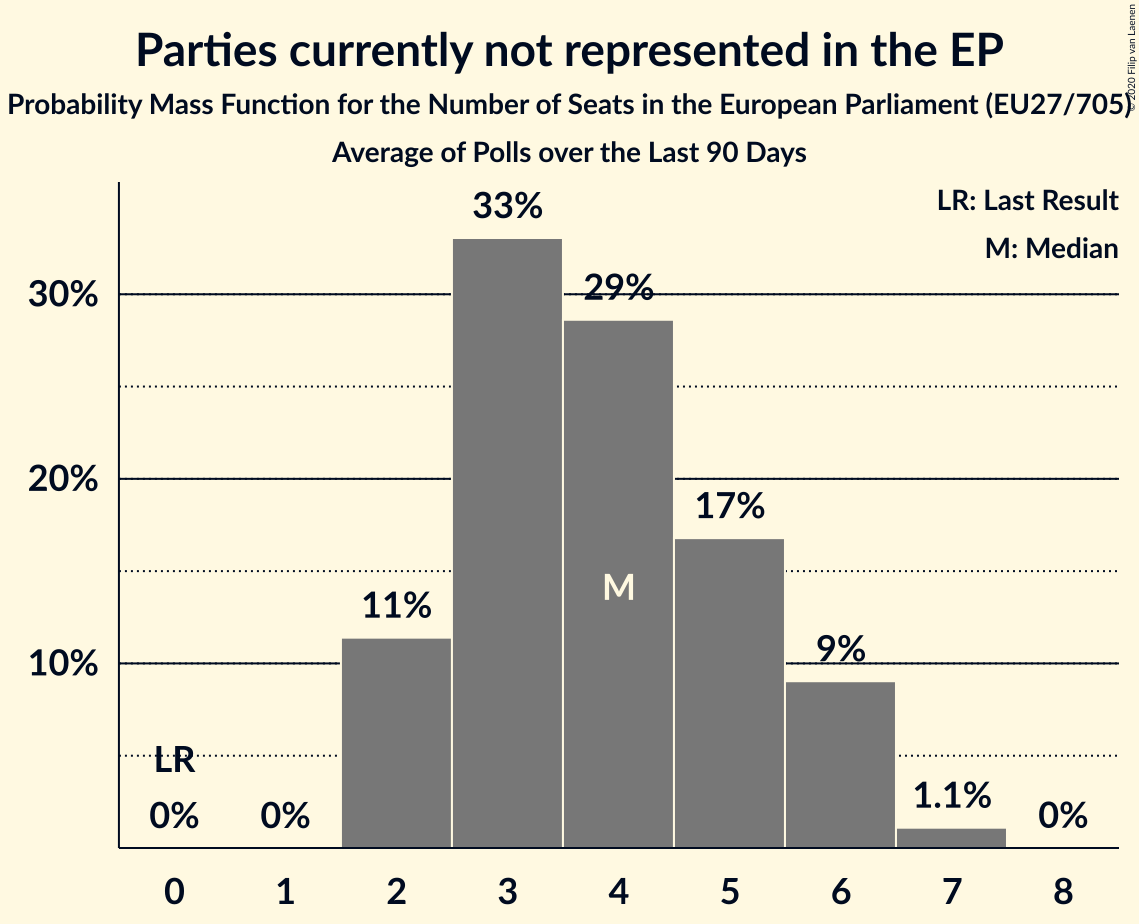 Parties currently not represented in the EP
Probability Mass Function for the Number of Seats in the European Parliament (EU27/705)
Average of Polls over the Last 90 Days
© 2020 Filip van Laenen
LR: Last Result
M: Median
33%
29%
30%
20%
17%
M
11%
9%
10%
LR
0%
0%
1.1%
0%
0 1 2 3 4 5 6 7 8